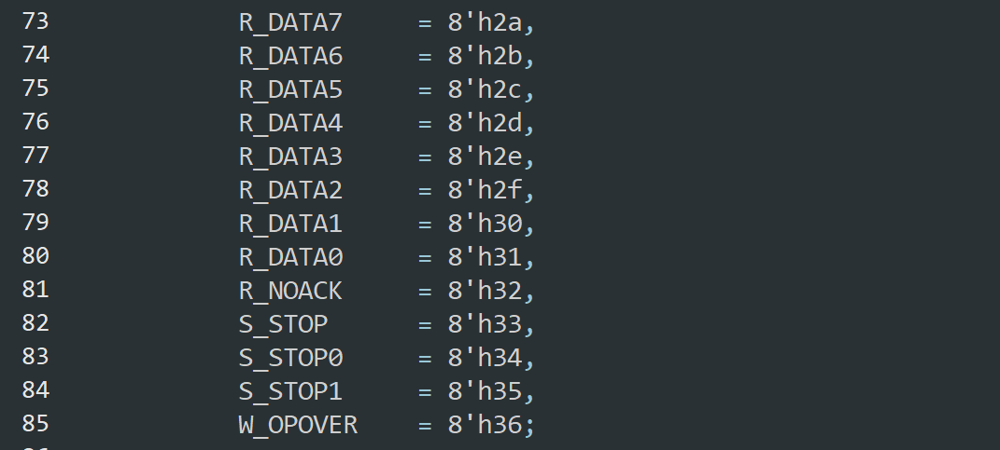 73 R_DATA7 = 8'h2a,
74 R_DATA6 = 8'h2b,
75 R_DATA5 = 8'h2c,
76 R_DATA4 = 8'h2d,
77 R_DATA3 = 8'h2e,
78 R_DATA2 = 8'h2f,
79 R_DATA1 = 8'h30,
80 R_DATA0 = 8'h31,
81 R_NOACK = 8'h32,
82 S_STOP = 8'h33,
83 S_STOP0 = 8'h34,
84 S_STOP1 = 8'h35,
85 W_OPOVER = 8'h36;